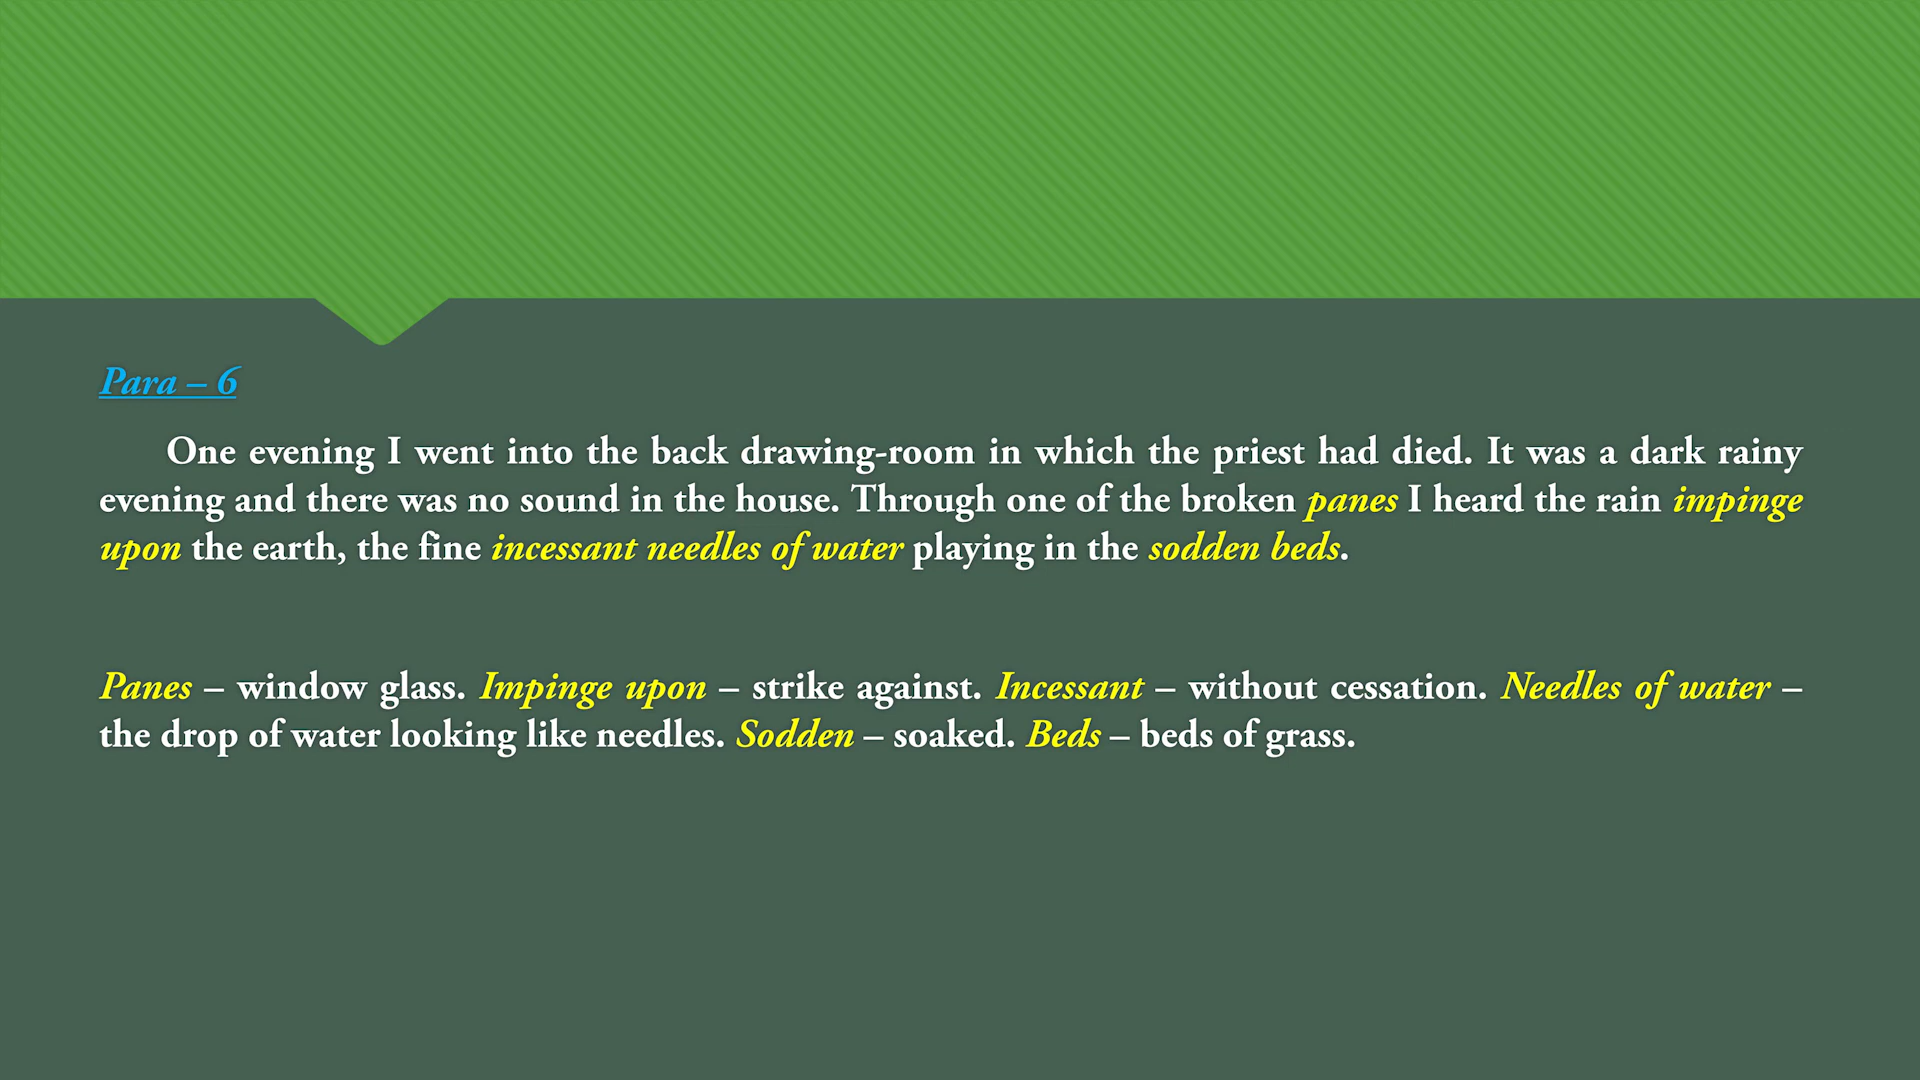 Para – 6
One evening I went into the back drawing-room in which the priest had died. It was a dark rainy
evening and there was no sound in the house. Through one of the broken panes I heard the rain impinge
upon the earth, the fine incessant needles of water playing in the sodden beds.
Panes – window glass. Impinge upon – strike against. Incessant – without cessation. Needles of water –
the drop of water looking like needles. Sodden – soaked. Beds – beds of grass.